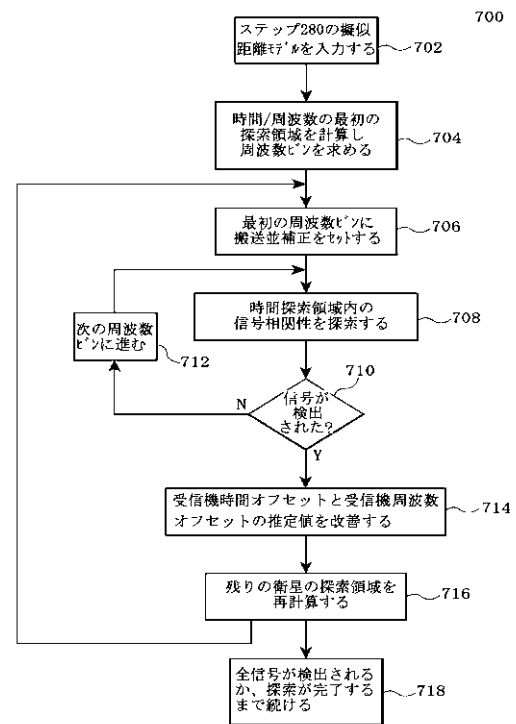 700
ステップ280の擬似
距離ﾓﾃﾞﾙを入力する
702
時間/周波数の最初の
探索領域を計算し
周波数ﾋﾞﾝを求める
704
最初の周波数ビンに
搬送並補正をｾｯﾄする
706
時間探索領域内の
信号相関性を探索する
708
次の周波数
ﾋﾞﾝに進む
712
710
信号が
検出
された?
N
Y
受信機時間オフセットと受信機周波数
オフセットの推定値を改善する
714
残りの衛星の探索領域を
再計算する
716
全信号が検出される
か、探索が完了する
まで続ける
718